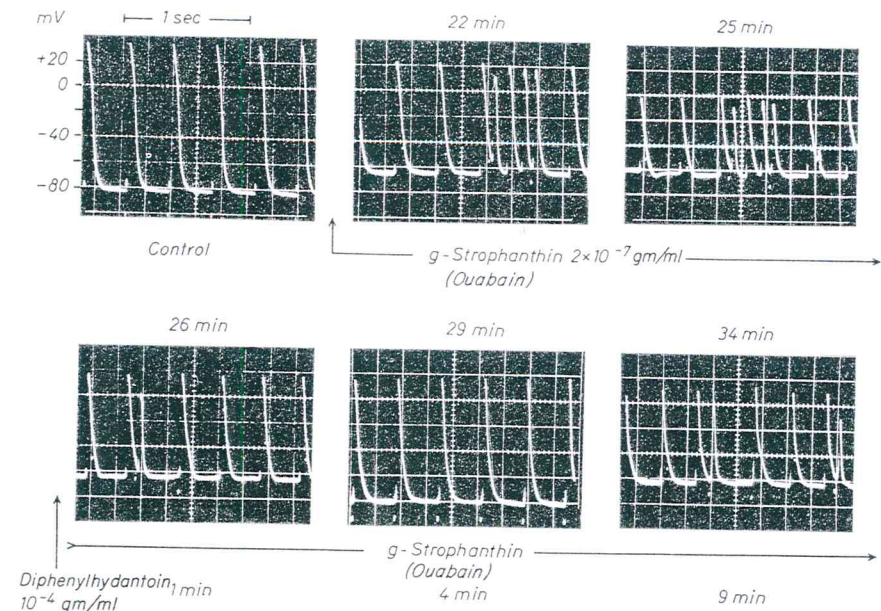 mV
1 sec
22 min
25 min
+20
0
-40
-80
Control
g-Strophanthin 2×10⁻⁷ gm/ml
(Ouabain)
26 min
29 min
34 min
g-Strophanthin
(Ouabain)
Diphenylhydantoin
10⁻⁴ gm/ml
1 min
4 min
9 min